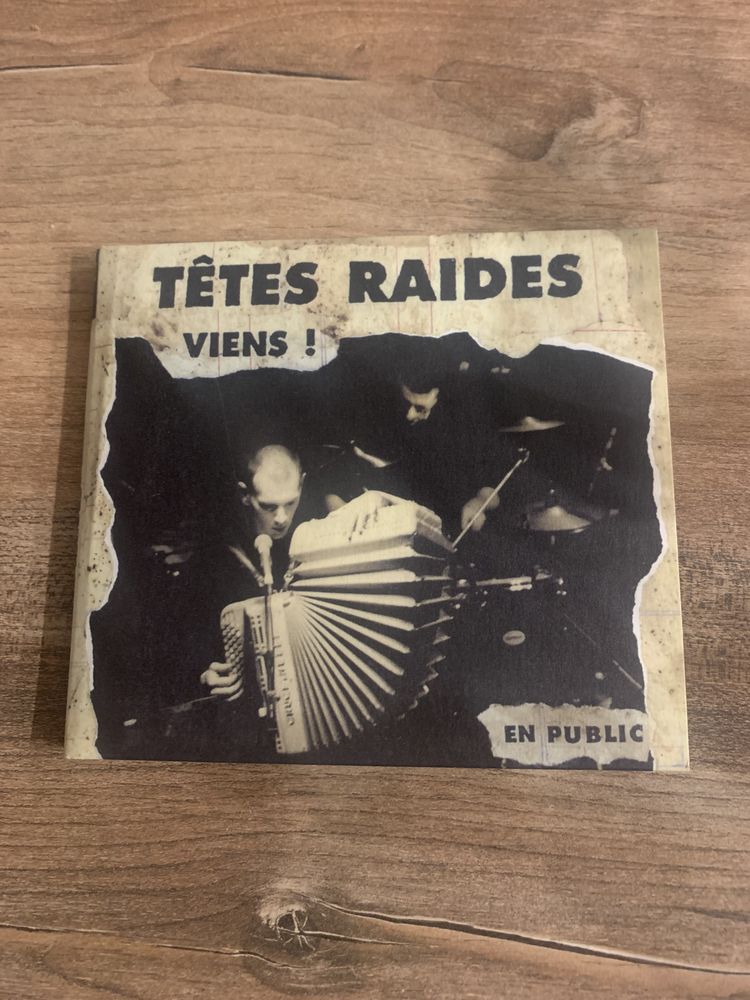 TÊTES RAIDES
VIENS !
EN PUBLIC